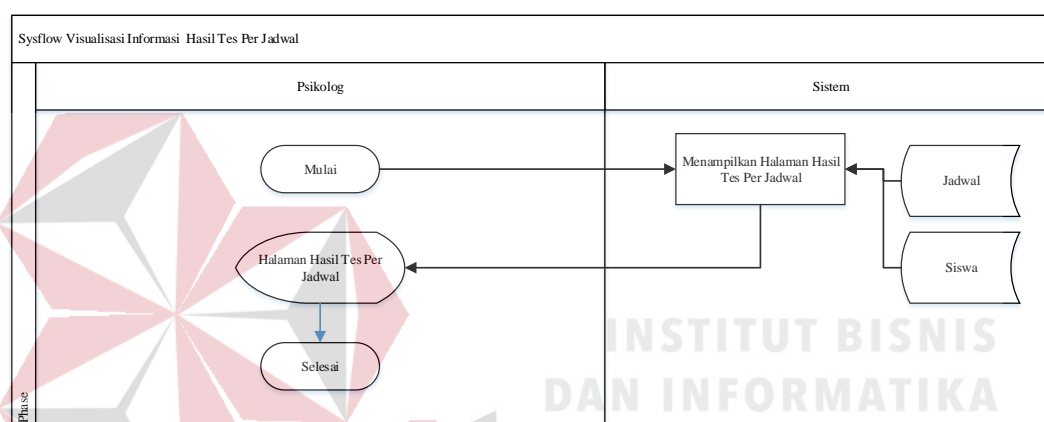 Sysflow Visualisasi Informasi Hasil Tes Per Jadwal
Psikolog
Sistem
Mulai
Menampilkan Halaman Hasil
Tes Per Jadwal
Jadwal
Halaman Hasil Tes Per
Jadwal
Siswa
Selesai
Phase
INSTITUT BISNIS
DAN INFORMATIKA